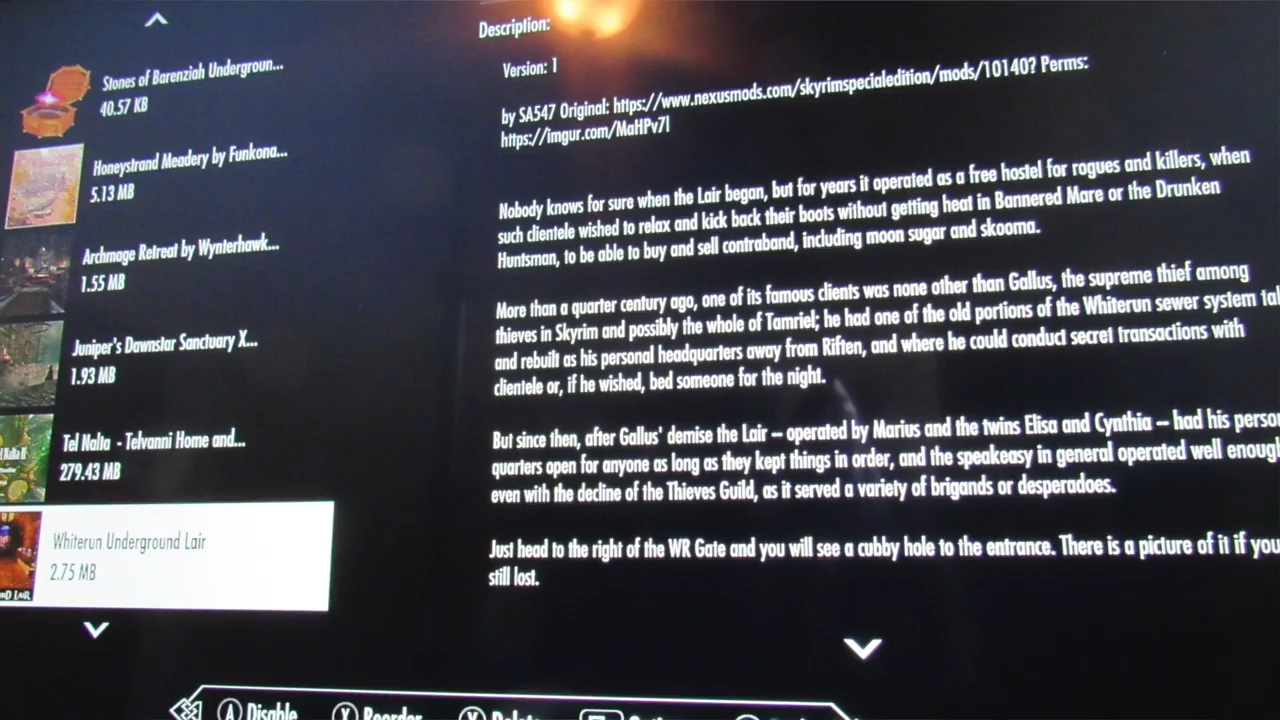 Stones of Barenziah Undergroun...
40.57 KB
Honeystrand Meadery by Funkona...
5.13 MB
Archmage Retreat by Wynterhawk...
1.55 MB
Juniper's Dawnstar Sanctuary X...
1.93 MB
Tel Nalta - Telvanni Home and...
279.43 MB
Whiterun Underground Lair
2.75 MB
Description:
Version: 1
by SA547 Original: https://www.nexusmods.com/skyrimspecialedition/mods/10140? Perms:
https://imgur.com/MaHPv7l
Nobody knows for sure when the Lair began, but for years it operated as a free hostel for rogues and killers, when
such clientele wished to relax and kick back their boots without getting heat in Bannered Mare or the Drunken
Huntsman, to be able to buy and sell contraband, including moon sugar and skooma.
More than a quarter century ago, one of its famous clients was none other than Gallus, the supreme thief among
thieves in Skyrim and possibly the whole of Tamriel; he had one of the old portions of the Whiterun sewer system
and rebuilt as his personal headquarters away from Riften, and where he could conduct secret transactions with
clientele or, if he wished, bed someone for the night.
But since then, after Gallus' demise the Lair – operated by Marius and the twins Elisa and Cynthia – had his
quarters open for anyone as long as they kept things in order, and the speakeasy in general operated well
even with the decline of the Thieves Guild, as it served a variety of brigands or desperadoes.
Just head to the right of the WR Gate and you will see a cubby hole to the entrance. There is a picture of it if you
still lost.
A Disable